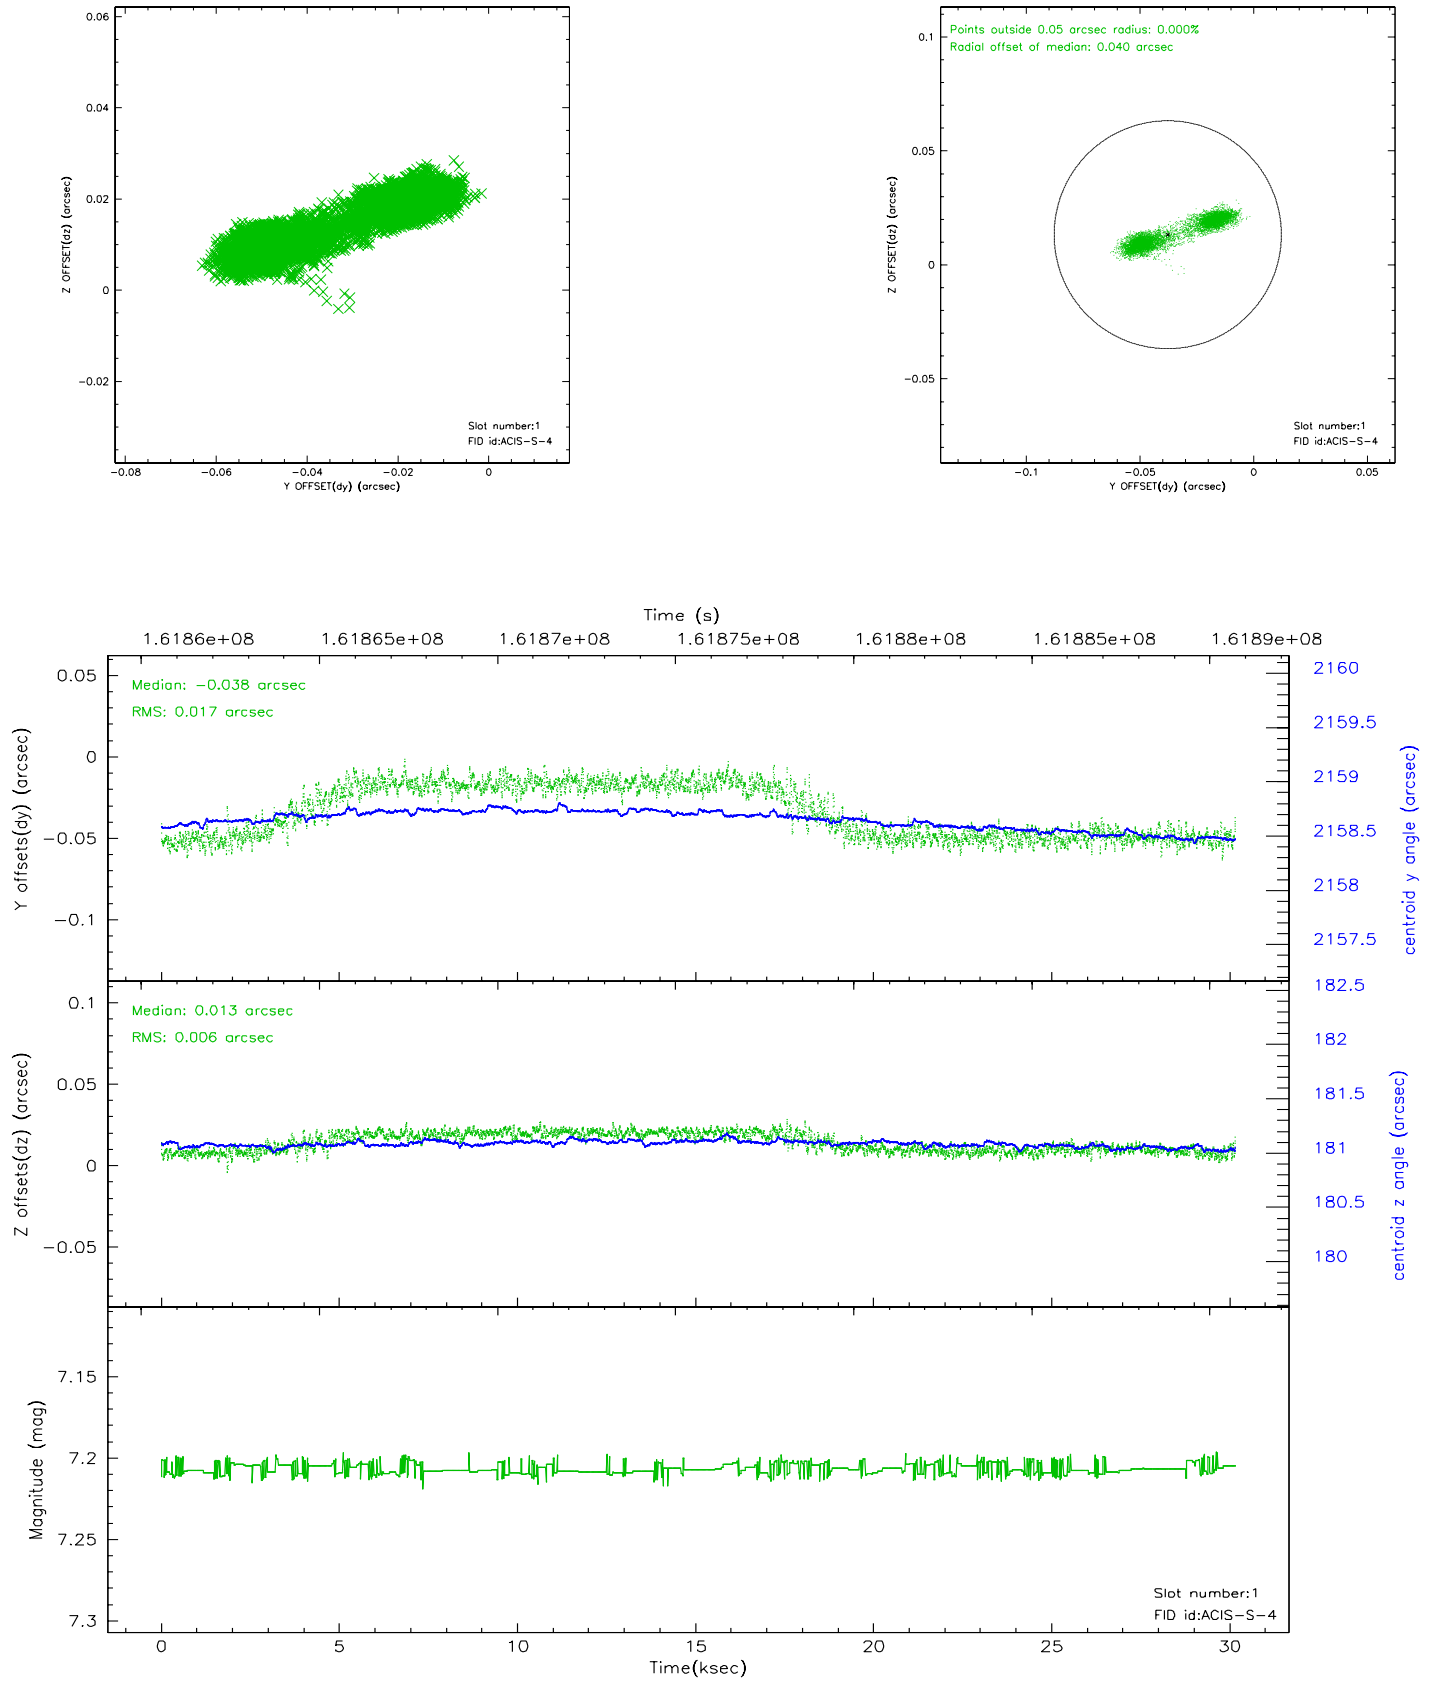 0.06
0.04
0.02
0
−0.02
Z OFFSET(dz) (arcsec)
Slot number:1
FID id:ACIS−S−4
−0.08 −0.06 −0.04 −0.02 0
Y OFFSET(dy) (arcsec)
Points outside 0.05 arcsec radius: 0.000%
Radial offset of median: 0.040 arcsec
0.1
0.05
0
−0.05
Z OFFSET(dz) (arcsec)
Slot number:1
FID id:ACIS−S−4
−0.1 −0.05 0 0.05
Y OFFSET(dy) (arcsec)
Time (s)
1.6186e+08 1.61865e+08 1.6187e+08 1.61875e+08 1.6188e+08 1.61885e+08 1.6189e+08
Median: −0.038 arcsec
RMS: 0.017 arcsec
0.05
0
−0.05
−0.1
Y offsets(dy) (arcsec)
2160
2159.5
2159
2158.5
2158
2157.5
centroid y angle (arcsec)
Median: 0.013 arcsec
RMS: 0.006 arcsec
0.1
0.05
0
−0.05
Z offsets(dz) (arcsec)
182.5
182
181.5
181
180.5
180
centroid z angle (arcsec)
7.15
7.2
7.25
7.3
Magnitude (mag)
Slot number:1
FID id:ACIS−S−4
0 5 10 15 20 25 30
Time(ksec)